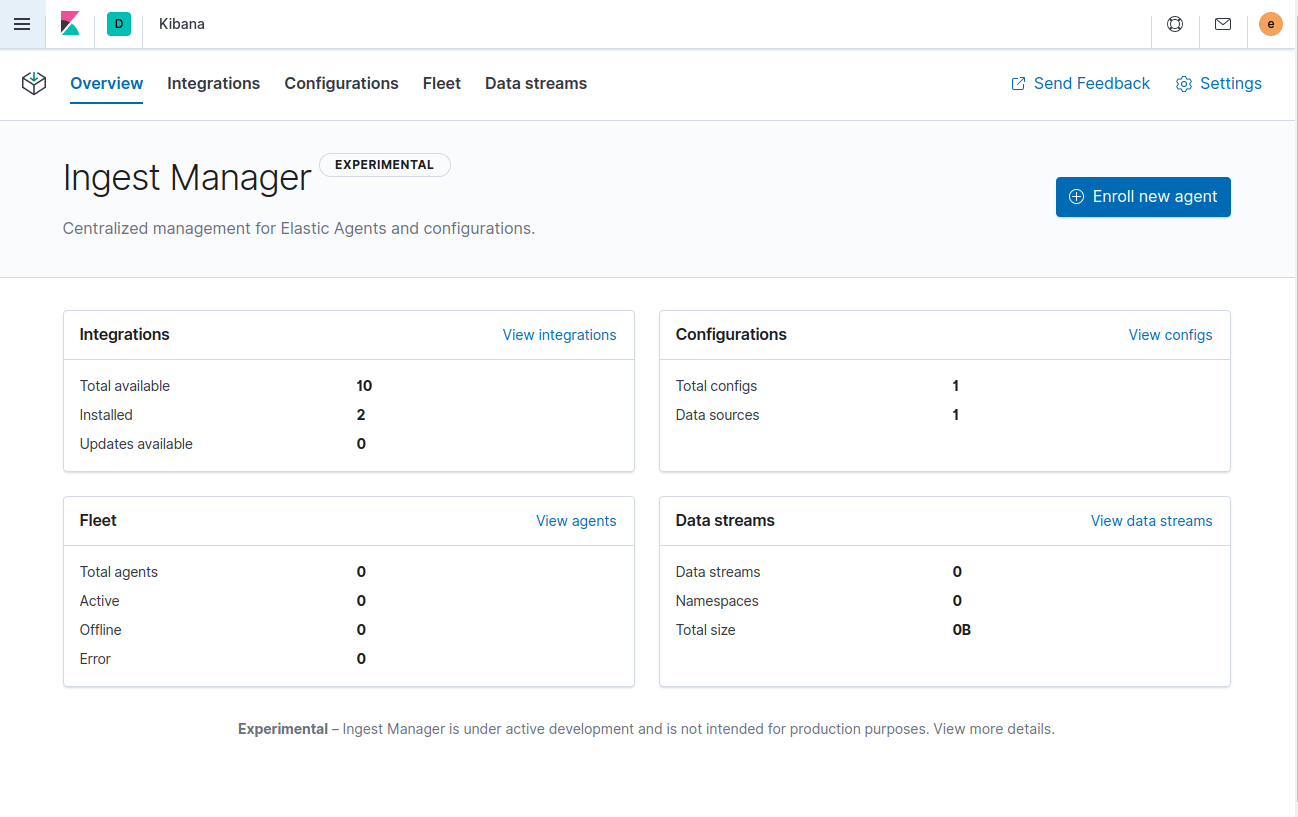 D Kibana e
Overview Integrations Configurations Fleet Data streams Send Feedback Settings
Ingest Manager EXPERIMENTAL
Enroll new agent
Centralized management for Elastic Agents and configurations.
Integrations View integrations
Total available 10
Installed 2
Updates available 0
Configurations View configs
Total configs 1
Data sources 1
Fleet View agents
Total agents 0
Active 0
Offline 0
Error 0
Data streams View data streams
Data streams 0
Namespaces 0
Total size 0B
Experimental – Ingest Manager is under active development and is not intended for production purposes. View more details.